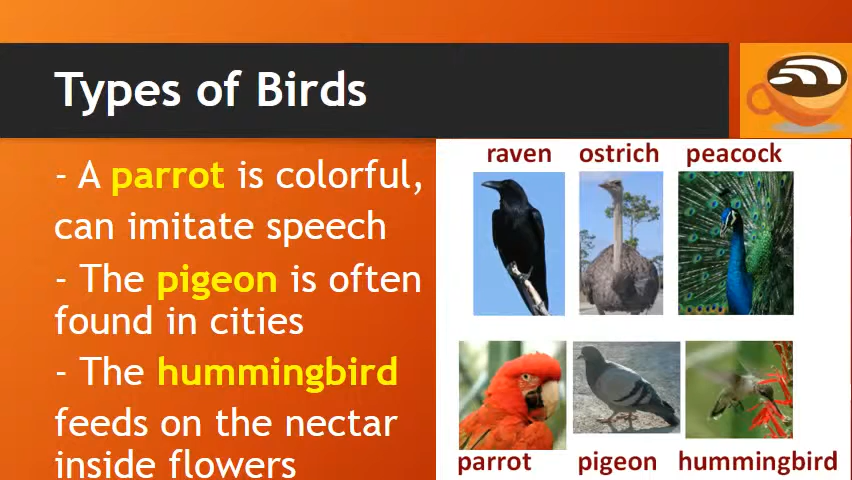 Types of Birds
- A parrot is colorful,
can imitate speech
- The pigeon is often
found in cities
- The hummingbird
feeds on the nectar
inside flowers
raven ostrich peacock
parrot pigeon hummingbird